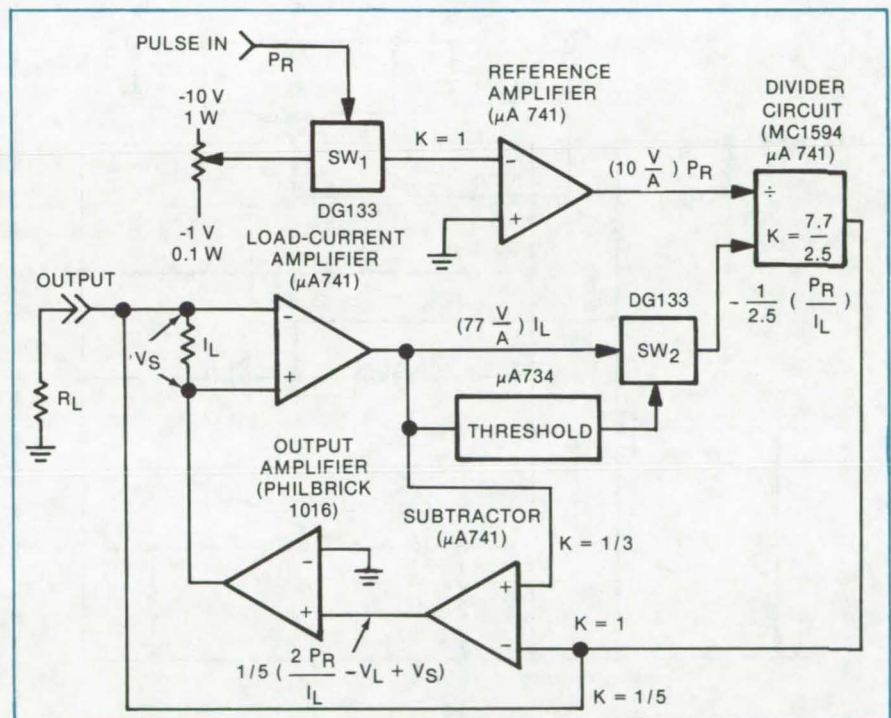 PULSE IN
P_R
-10 V
1 W
-1 V
0.1 W
SW₁
DG133
K = 1
REFERENCE
AMPLIFIER
(µA 741)
-
+
(10 V/A) P_R
DIVIDER
CIRCUIT
(MC1594
µA 741)
÷
K = 7.7/2.5
LOAD-CURRENT
AMPLIFIER
(µA741)
OUTPUT
-
+
V_S
I_L
R_L
(77 V/A) I_L
DG133
SW₂
- 1/2.5 (P_R/I_L)
µA734
THRESHOLD
OUTPUT
AMPLIFIER
(PHILBRICK
1016)
SUBTRACTOR
(µA741)
K = 1/3
-
+
+
-
K = 1
1/5 (2 P_R/I_L -V_L + V_S)
K = 1/5